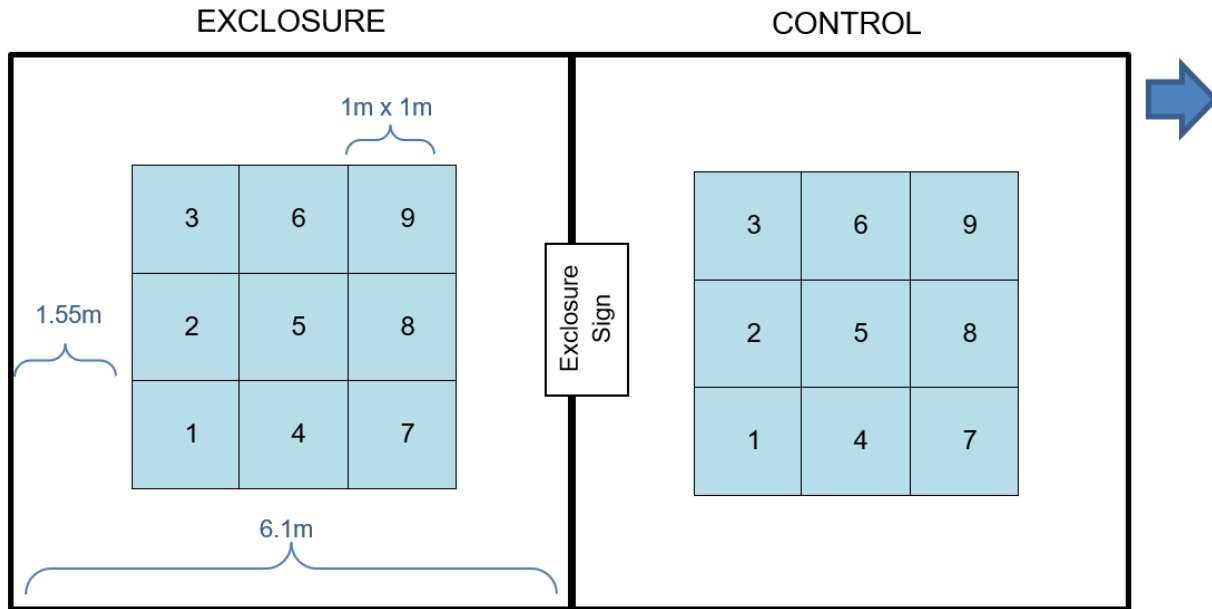 EXCLOSURE
CONTROL
1m x 1m
3 6 9
3 6 9
Exclosure
Sign
1.55m
2 5 8
2 5 8
1 4 7
1 4 7
6.1m